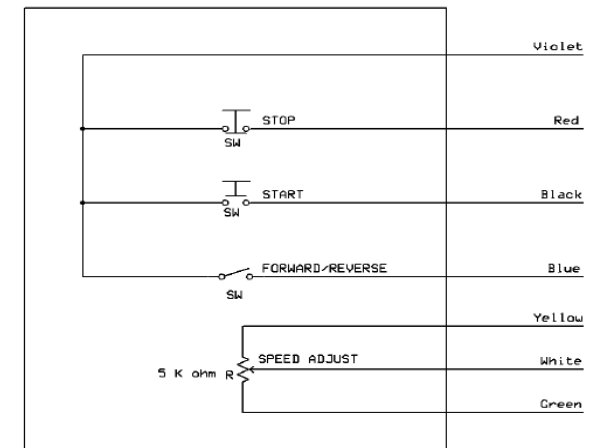 Violet
STOP
Red
SW
START
Black
SW
FORWARD/REVERSE
Blue
SW
Yellow
SPEED ADJUST
White
5 K ohm R
Green